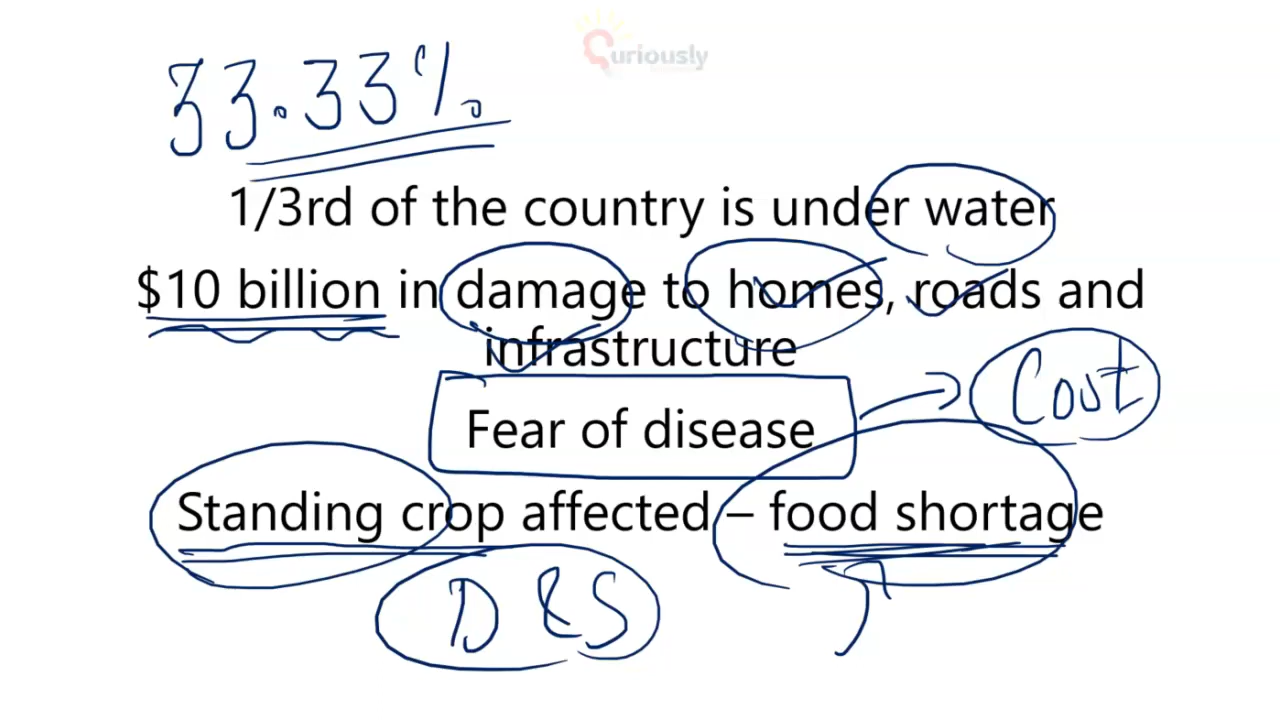 Curiously
33.33%.
1/3rd of the country is under water
$10 billion in damage to homes, roads and
infrastructure
Cost
Fear of disease
Standing crop affected – food shortage
D & S